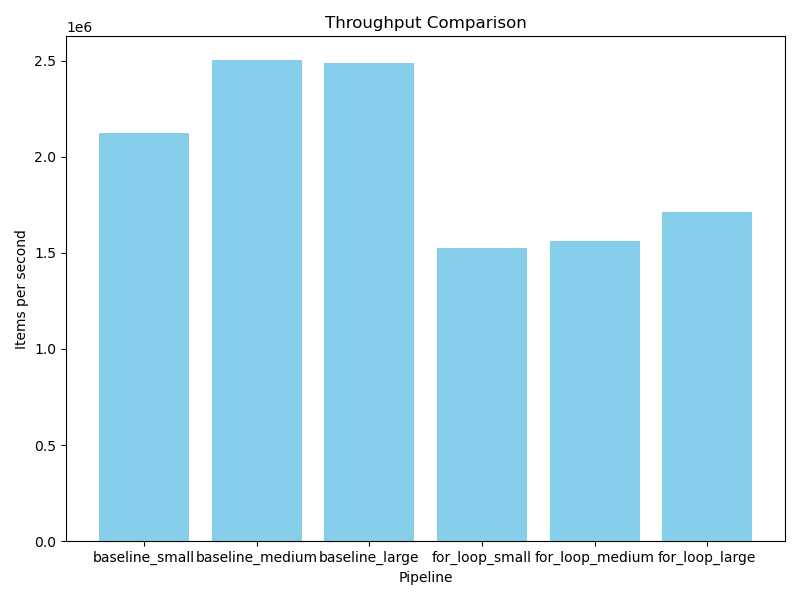 Throughput Comparison
1e6
2.5
2.0
1.5
1.0
0.5
0.0
Items per second
baseline_small baseline_medium baseline_large for_loop_small for_loop_medium for_loop_large
Pipeline